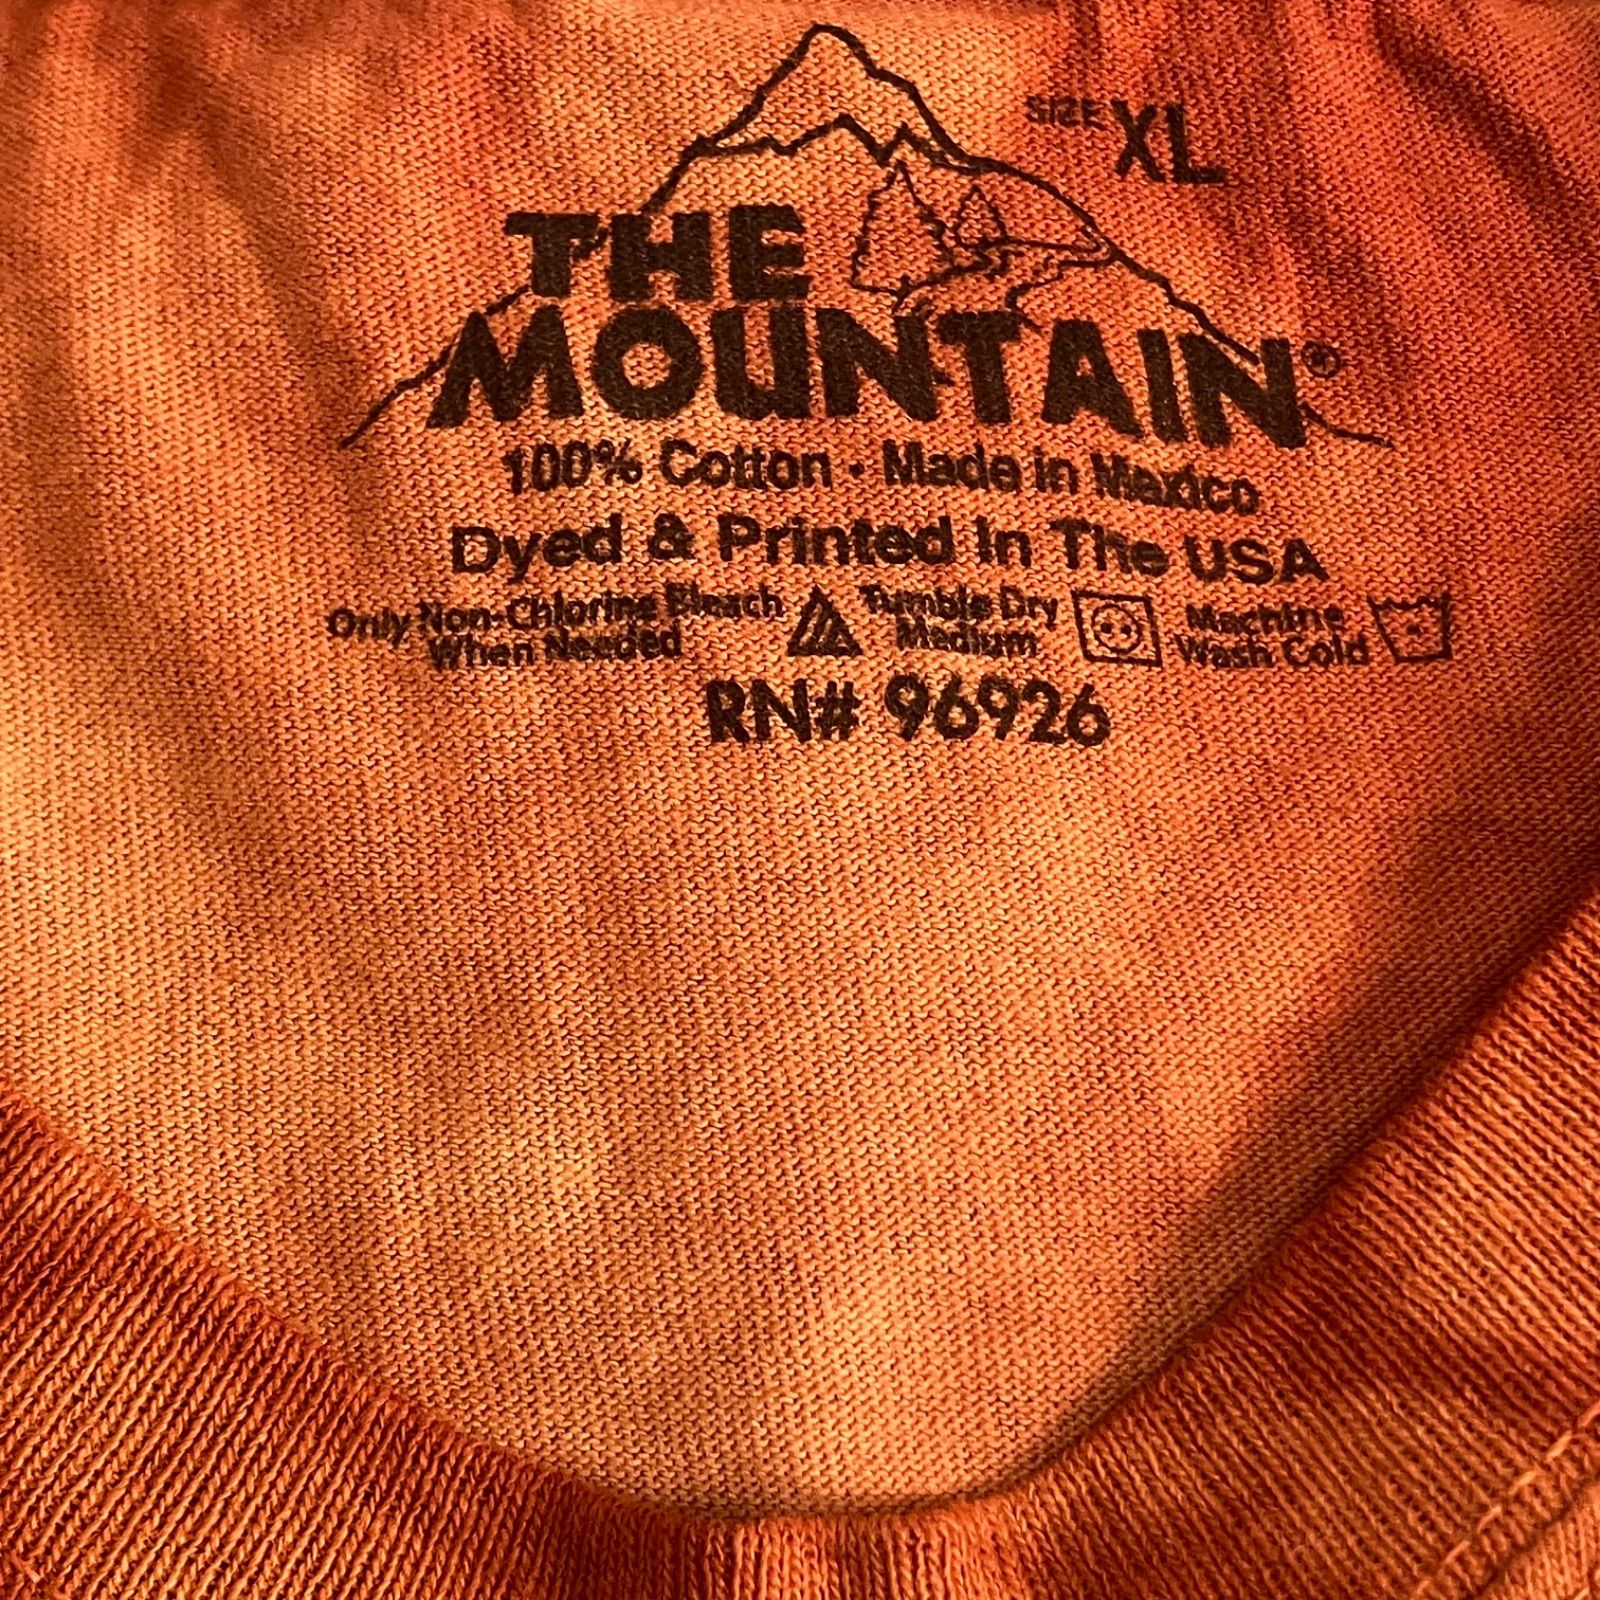 SIZE XL
THE
MOUNTAIN®
100% Cotton • Made in Mexico
Dyed & Printed In The USA
Only Non-Chlorine Bleach
When Needed
Tumble Dry
Medium
Machine
Wash Cold
RN# 96926